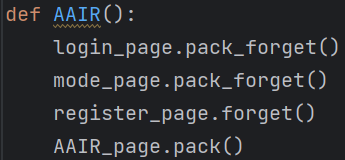 def AAIR():
    login_page.pack_forget()
    mode_page.pack_forget()
    register_page.forget()
    AAIR_page.pack()